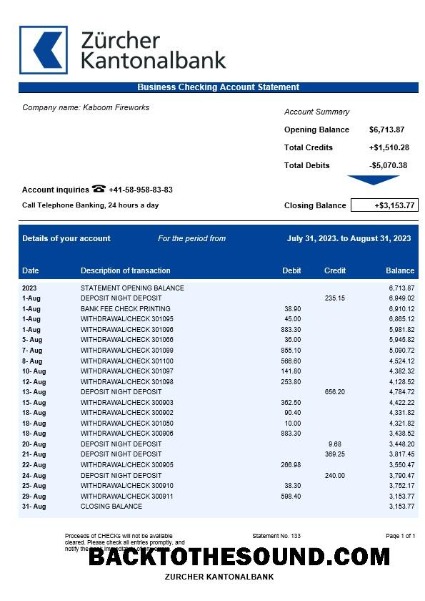 Zürcher
Kantonalbank
Business Checking Account Statement
Company name: Kaboom Fireworks
Account Summary
Opening Balance $6,713.87
Total Credits +$1,510.28
Total Debits -$5,070.38
Account inquiries ☎ +41-58-958-83-83
Call Telephone Banking, 24 hours a day
Closing Balance +$3,153.77
Details of your account For the period from July 31, 2023. to August 31, 2023
Date Description of transaction Debit Credit Balance
2023 STATEMENT OPENING BALANCE 6,713.87
1-Aug DEPOSIT NIGHT DEPOSIT 235.15 6,949.02
1-Aug BANK FEE CHECK PRINTING 38.90 6,910.12
1-Aug WITHDRAWAL/CHECK 301095 45.00 6,865.12
1-Aug WITHDRAWAL/CHECK 301096 883.30 5,981.82
5- Aug WITHDRAWAL/CHECK 301066 36.00 5,945.82
7- Aug WITHDRAWAL/CHECK 301099 855.10 5,090.72
8- Aug WITHDRAWAL/CHECK 301100 566.60 4,524.12
10- Aug WITHDRAWAL/CHECK 301097 141.80 4,382.32
12- Aug WITHDRAWAL/CHECK 301098 253.80 4,128.52
13- Aug DEPOSIT NIGHT DEPOSIT 656.20 4,784.72
15- Aug WITHDRAWAL/CHECK 300903 362.50 4,422.22
18- Aug WITHDRAWAL/CHECK 300902 90.40 4,331.82
18- Aug WITHDRAWAL/CHECK 301050 10.00 4,321.82
18- Aug WITHDRAWAL/CHECK 300906 883.30 3,438.52
20- Aug DEPOSIT NIGHT DEPOSIT 9.68 3,448.20
21- Aug DEPOSIT NIGHT DEPOSIT 369.25 3,817.45
22- Aug WITHDRAWAL/CHECK 300905 266.98 3,550.47
24- Aug DEPOSIT NIGHT DEPOSIT 240.00 3,790.47
25- Aug WITHDRAWAL/CHECK 300910 38.30 3,752.17
29- Aug WITHDRAWAL/CHECK 300911 598.40 3,153.77
31- Aug CLOSING BALANCE 3,153.77
Proceeds of CHECKs will not be available Statement No. 133 Page 1 of 1
cleared. Please check all entries promptly, and
notify the
BACKTOTHESOUND.COM
ZURCHER KANTONALBANK